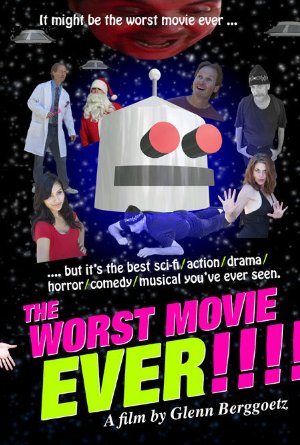 It might be the worst movie ever ...
...., but it's the best sci-fi/action/drama/
horror/comedy/musical you've ever seen.
THE
WORST MOVIE
EVER!!!!
A film by Glenn Berggoetz